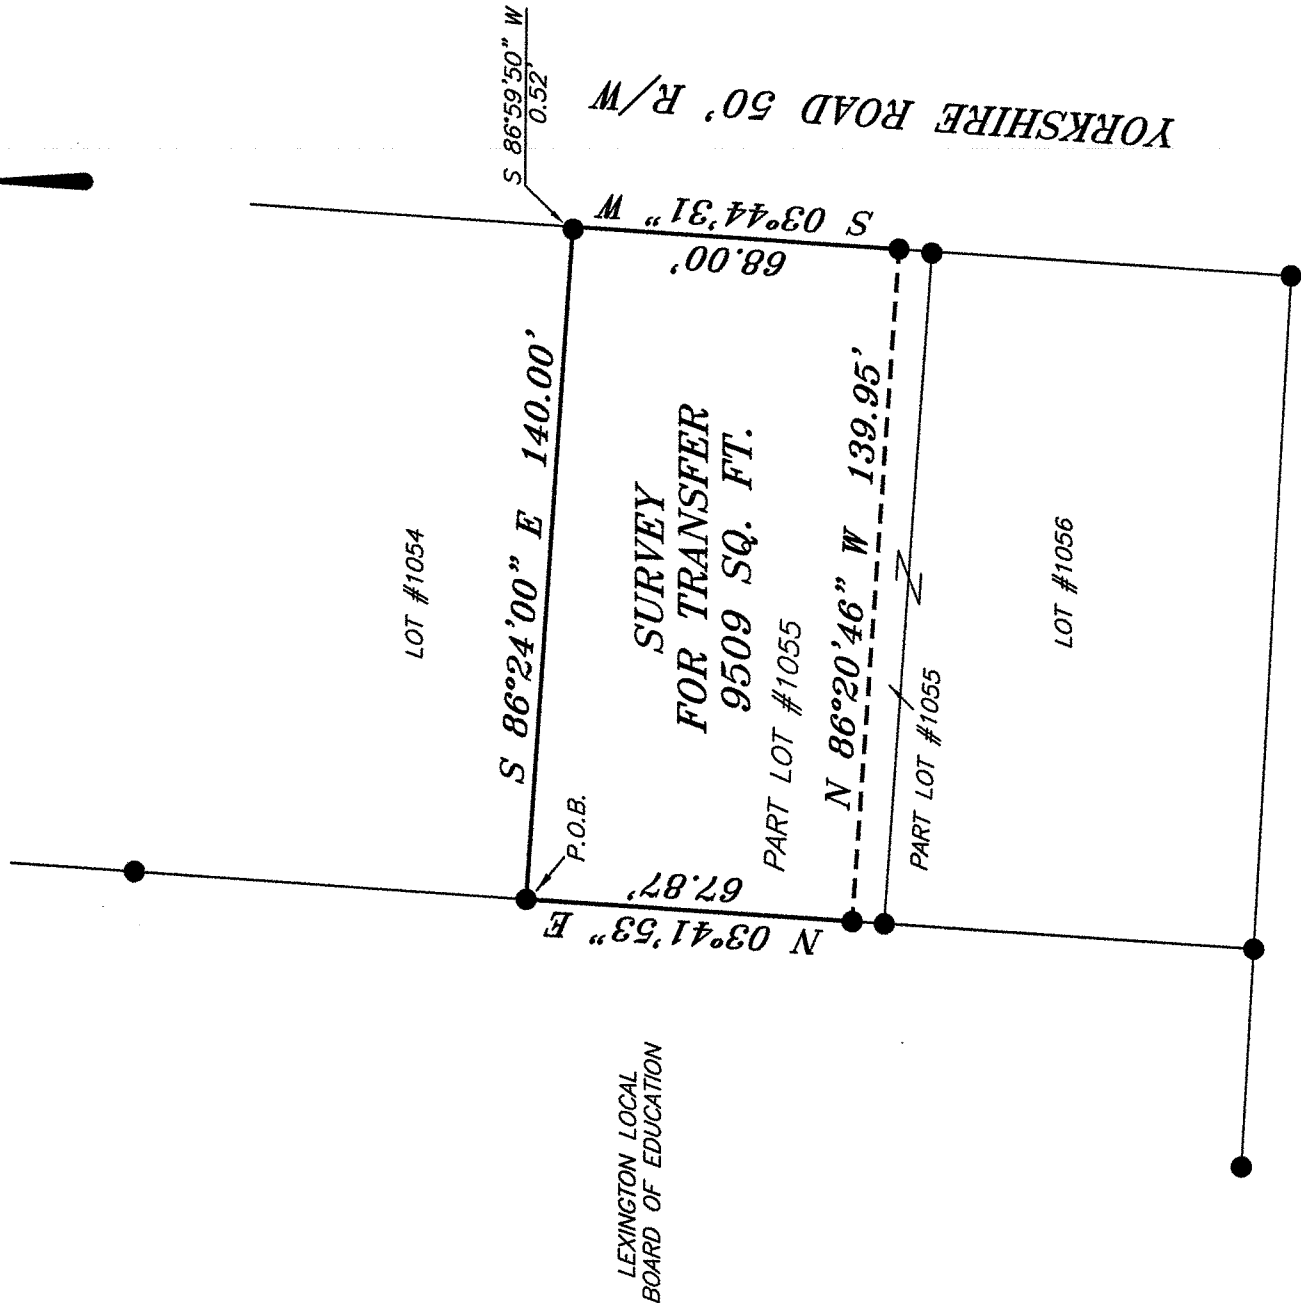 S 86°59'50" W
0.52'
YORKSHIRE ROAD 50' R/W
S 03°44'31" W
68.00'
S 86°24'00" E 140.00'
LOT #1054
SURVEY
FOR TRANSFER
9509 SQ. FT.
PART LOT #1055
N 86°20'46" W 139.95'
PART LOT #1055
LOT #1056
P.O.B.
67.87'
N 03°41'53" E
LEXINGTON LOCAL
BOARD OF EDUCATION